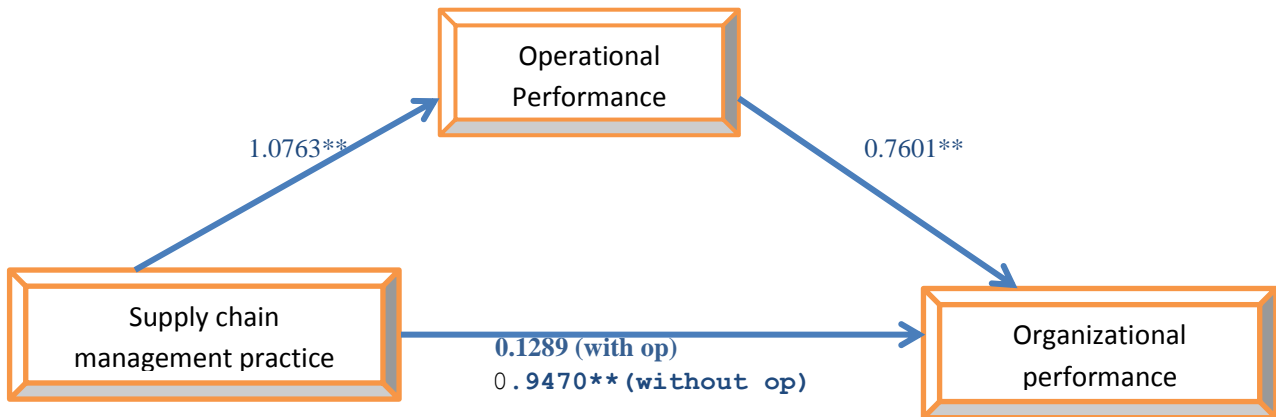 Operational
Performance
1.0763**
0.7601**
Supply chain
management practice
0.1289 (with op)
0.9470**(without op)
Organizational
performance